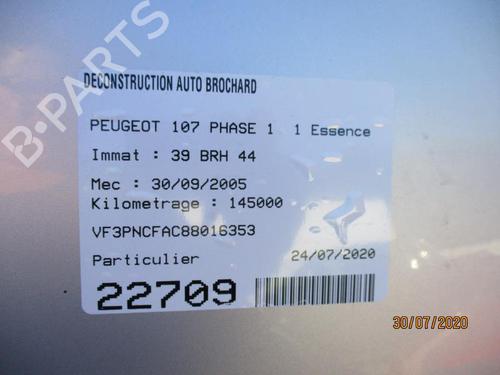 B-PARTS
DECONSTRUCTION AUTO BROCHARD
PEUGEOT 107 PHASE 1 1 Essence
Immat : 39 BRH 44
Mec : 30/09/2005
Kilometrage : 145000
VF3PNCFAC88016353
Particulier 24/07/2020
22709
30/07/2020